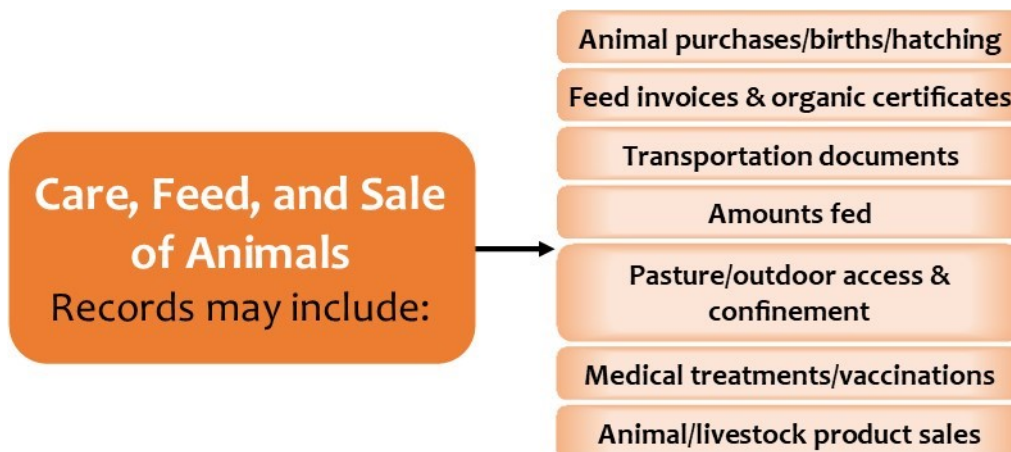 Care, Feed, and Sale
of Animals
Records may include:
Animal purchases/births/hatching
Feed invoices & organic certificates
Transportation documents
Amounts fed
Pasture/outdoor access &
confinement
Medical treatments/vaccinations
Animal/livestock product sales